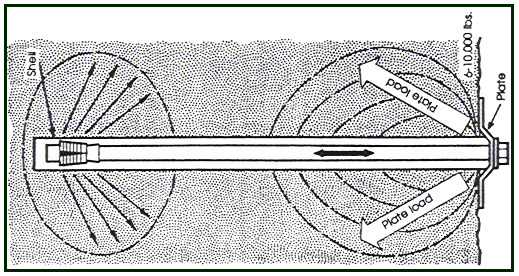 Shell
Plate load
6-10,000 lbs.
Plate
Plate load